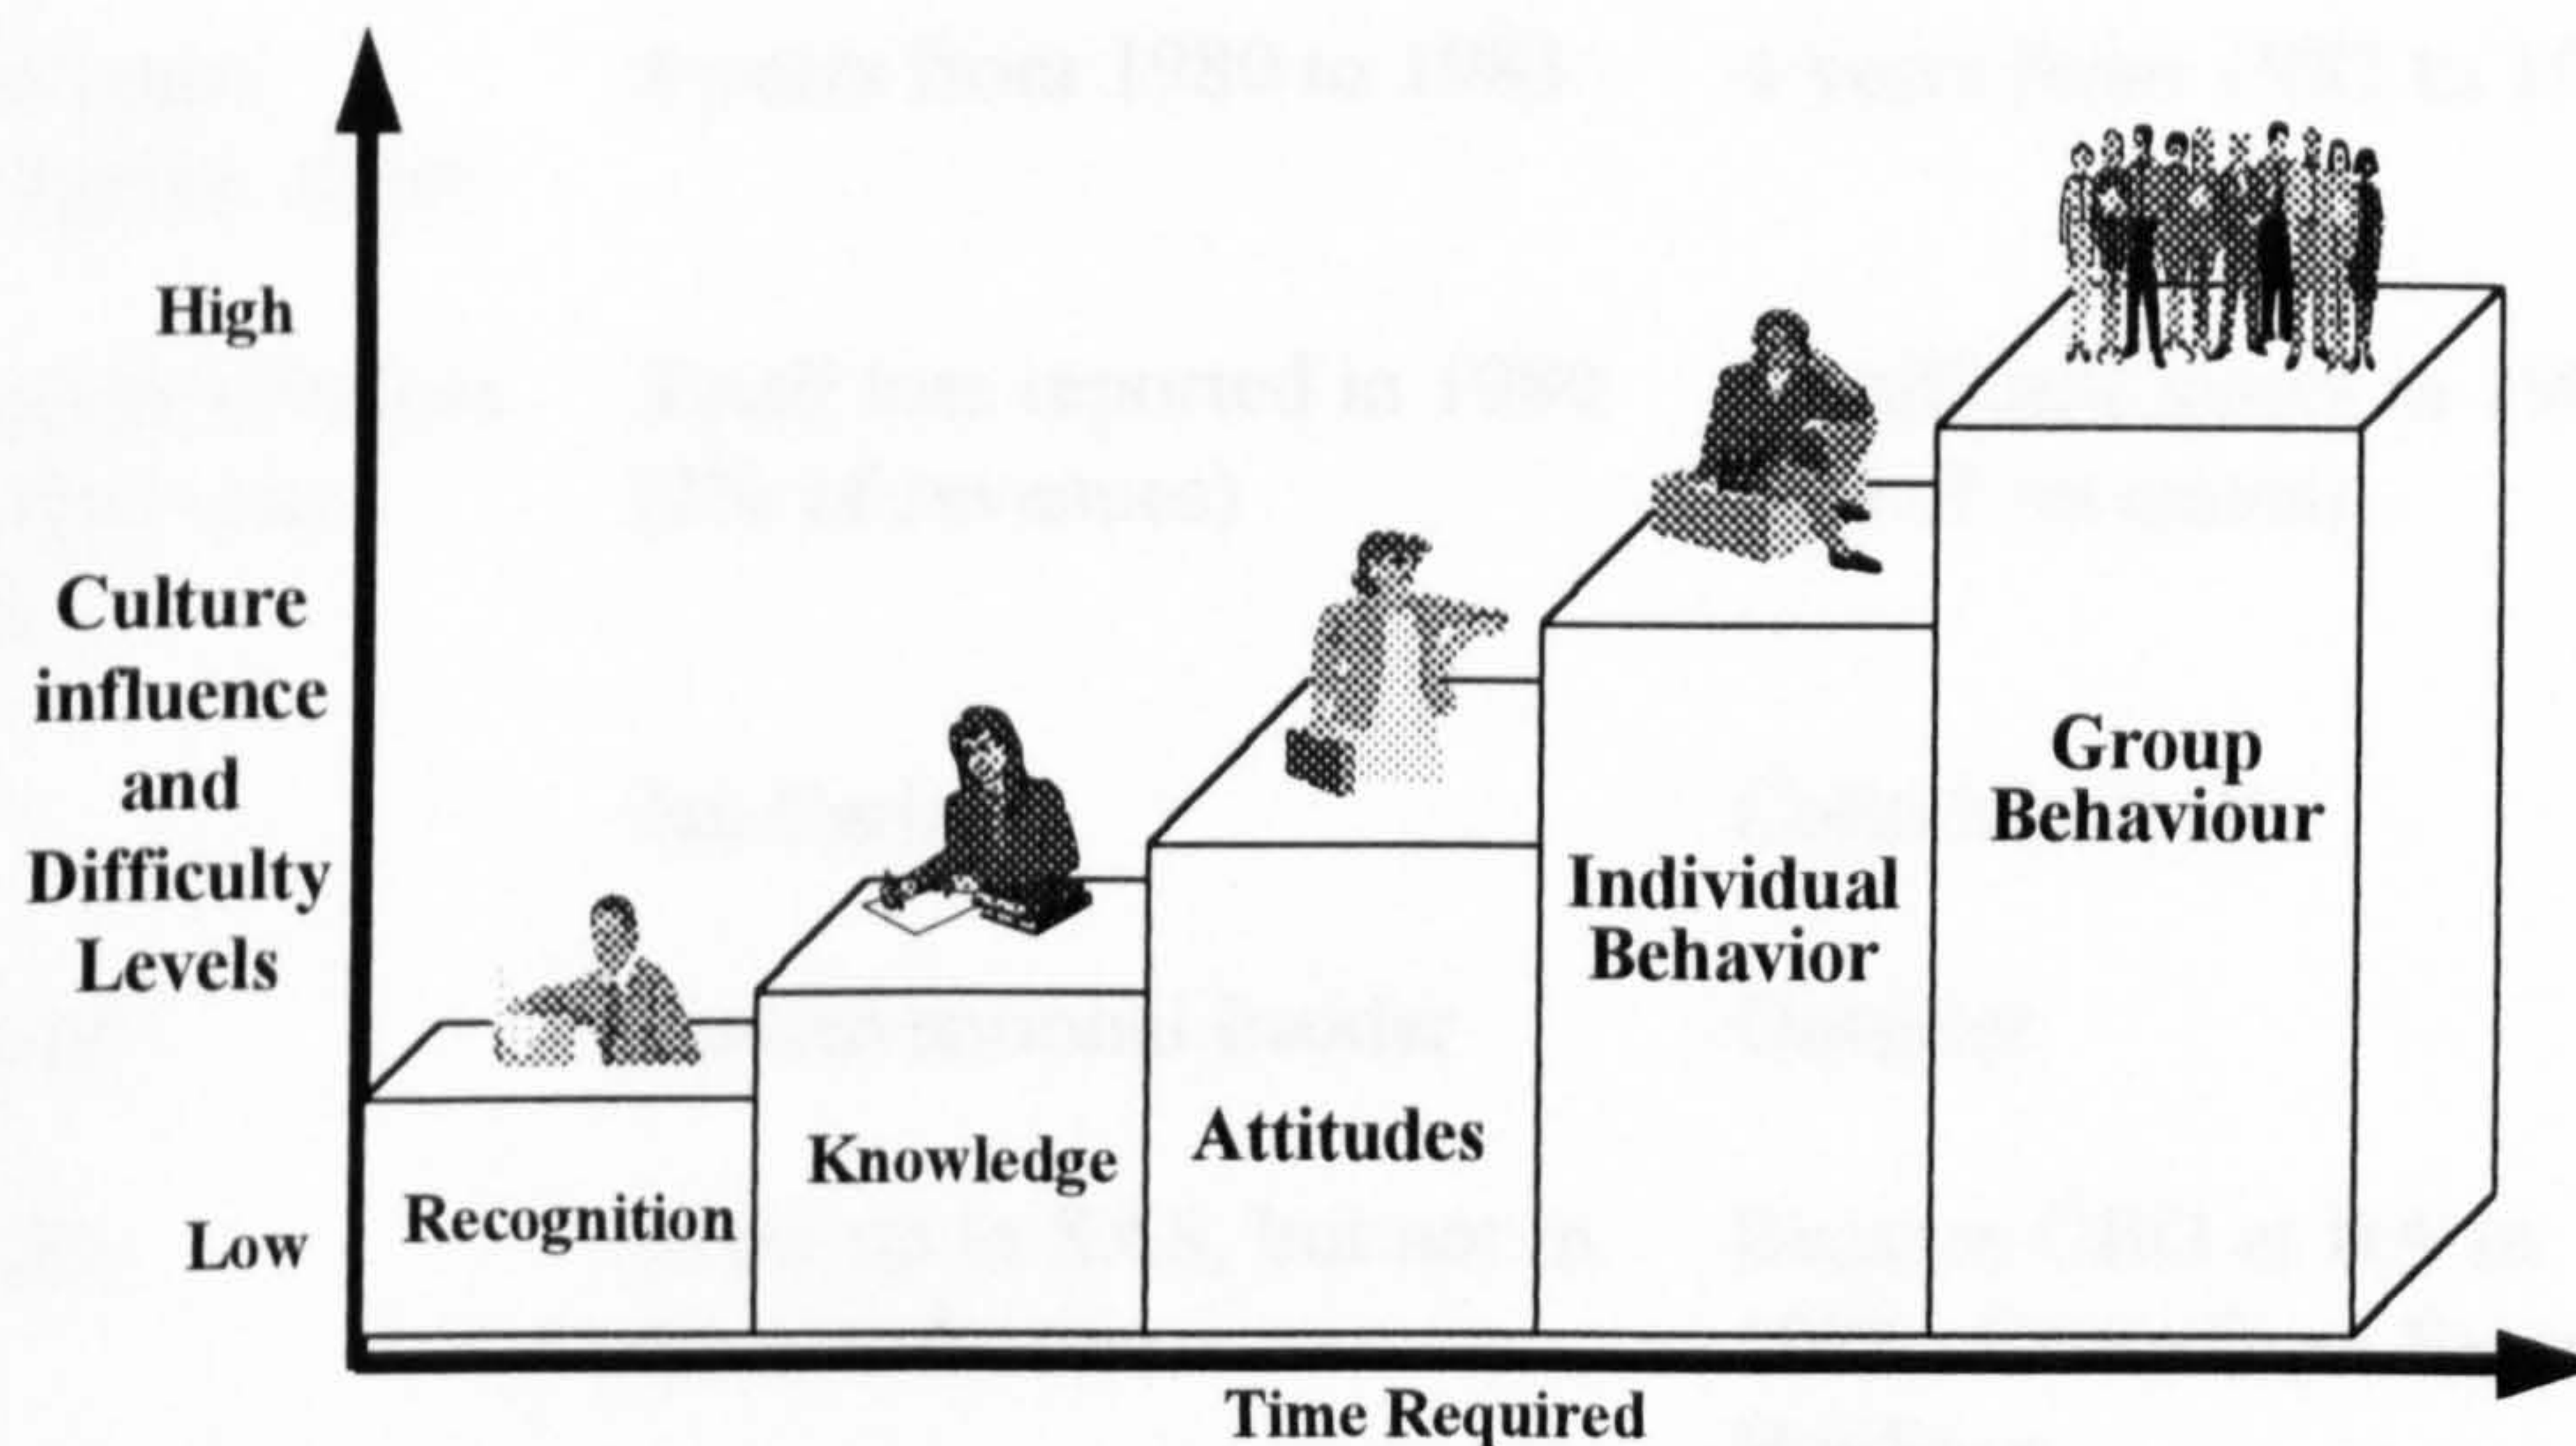 High
Culture
influence
and
Difficulty
Levels
Low
Recognition
Knowledge
Attitudes
Individual
Behavior
Group
Behaviour
Time Required